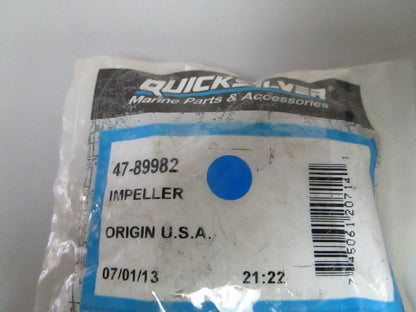 QUICKSILVER
Marine Parts & Accessories
47-89982
IMPELLER
ORIGIN U.S.A.
07/01/13 21:22